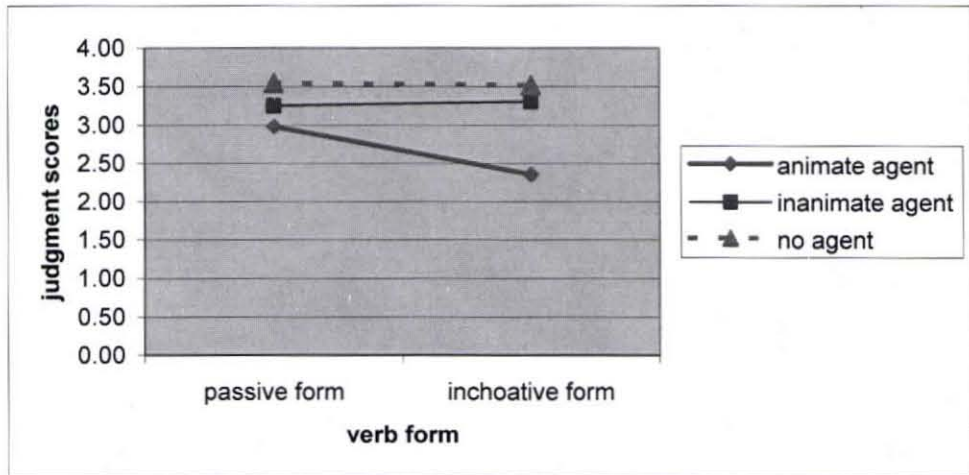 4.00
3.50
3.00
2.50
2.00
1.50
1.00
0.50
0.00
judgment scores
passive form inchoative form
verb form
animate agent
inanimate agent
no agent